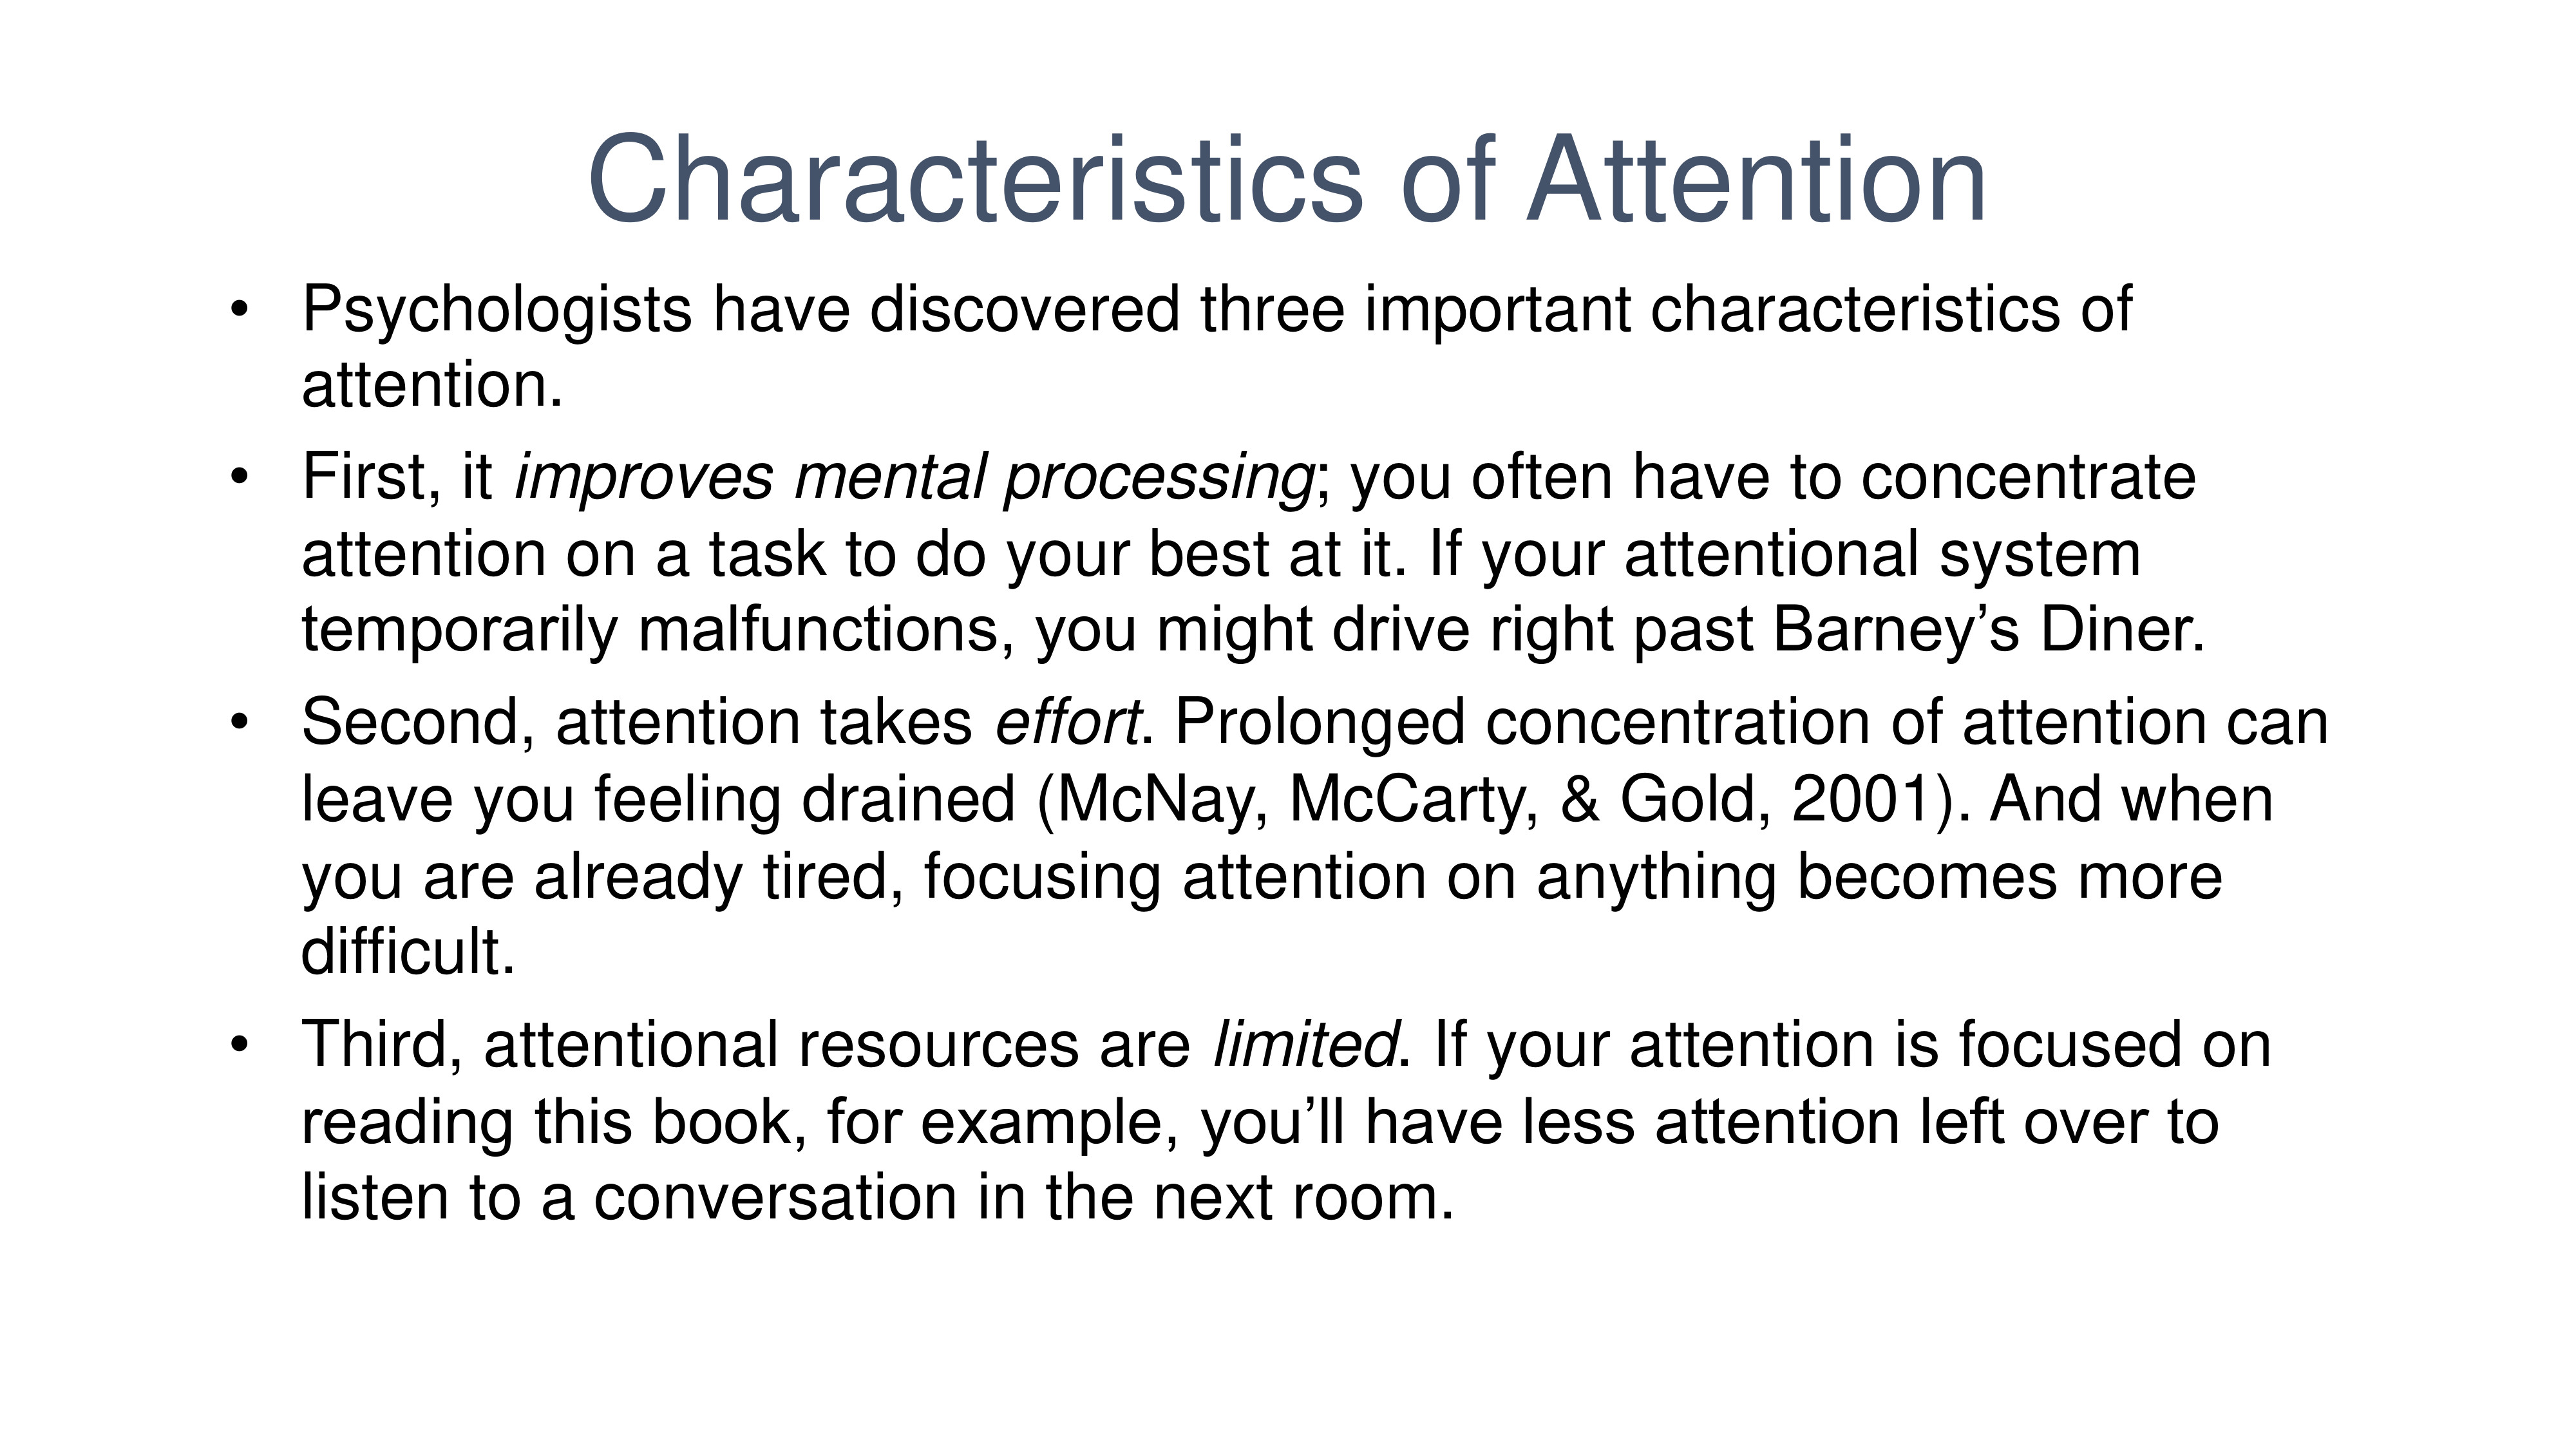 Characteristics of Attention
• Psychologists have discovered three important characteristics of
attention.
• First, it improves mental processing; you often have to concentrate
attention on a task to do your best at it. If your attentional system
temporarily malfunctions, you might drive right past Barney’s Diner.
• Second, attention takes effort. Prolonged concentration of attention can
leave you feeling drained (McNay, McCarty, & Gold, 2001). And when
you are already tired, focusing attention on anything becomes more
difficult.
• Third, attentional resources are limited. If your attention is focused on
reading this book, for example, you’ll have less attention left over to
listen to a conversation in the next room.